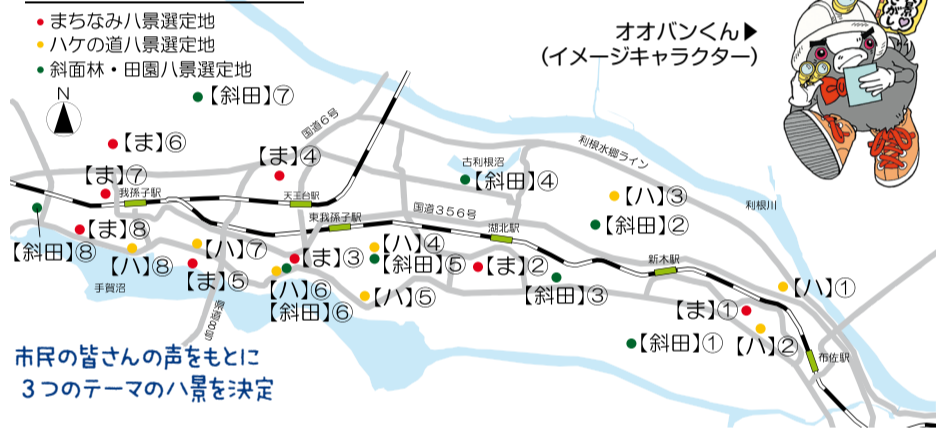 まちなみ八景選定地
ハケの道八景選定地
斜面林・田園八景選定地
オオバンくん▶
(イメージキャラクター)
N
【斜田】⑦
国道6号
【ま】⑥
【ま】④
利根水郷ライン
古利根沼
【斜田】④
【ま】⑦
我孫子駅
天王台駅
【ハ】③
利根川
国道356号
東我孫子駅
湖北駅
【斜田】②
【ま】⑧
【斜田】⑧
【ハ】⑧
【ハ】⑦
【ま】⑤
【ま】③
【ハ】④
【斜田】⑤
【ま】②
新木駅
手賀沼
県道8号
【ハ】⑥
【斜田】⑥
【ハ】⑤
【斜田】③
【ハ】①
【ま】①
【斜田】①
【ハ】②
布佐駅
市民の皆さんの声をもとに
3つのテーマの八景を決定